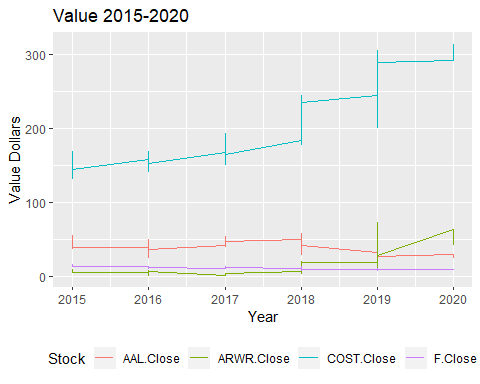 Value 2015-2020
300
200
100
0
Value Dollars
2015 2016 2017 2018 2019 2020
Year
Stock AAL.Close ARWR.Close COST.Close F.Close